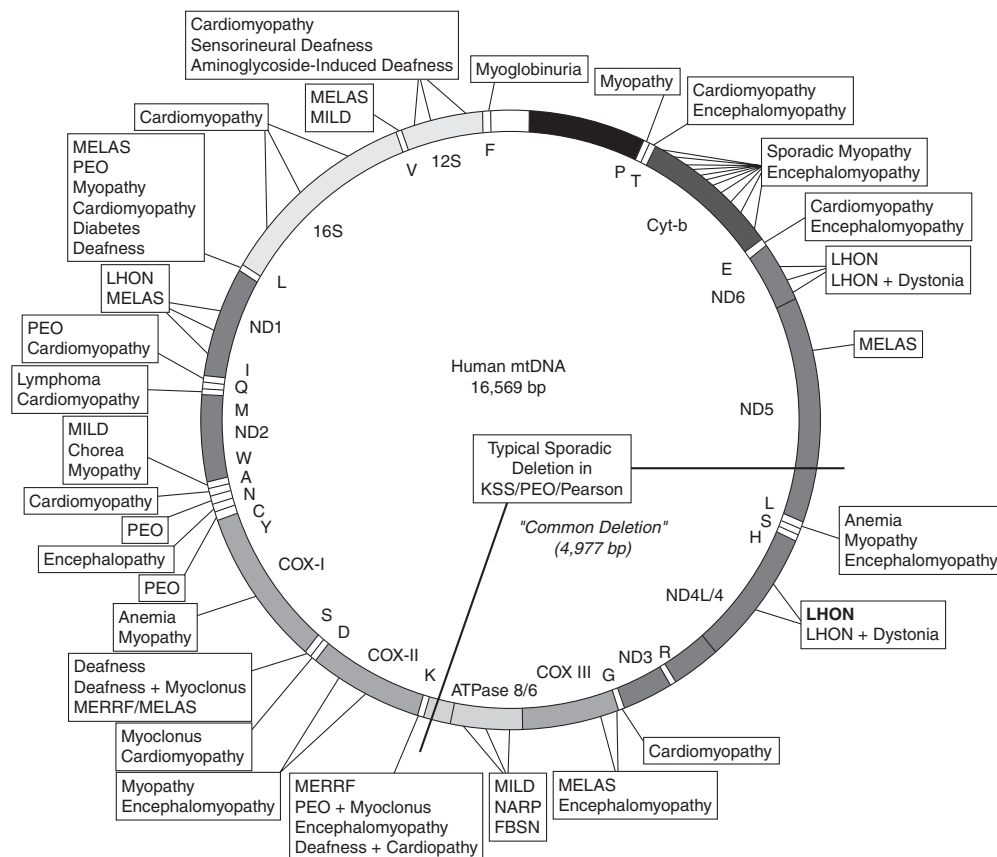 Cardiomyopathy
Sensorineural Deafness
Aminoglycoside-Induced Deafness
Myoglobinuria
Myopathy
Cardiomyopathy
Encephalomyopathy
MELAS
MILD
Cardiomyopathy
MELAS
PEO
Myopathy
Cardiomyopathy
Diabetes
Deafness
LHON
MELAS
PEO
Cardiomyopathy
Lymphoma
Cardiomyopathy
MILD
Chorea
Myopathy
Cardiomyopathy
PEO
Encephalopathy
PEO
Anemia
Myopathy
Deafness
Deafness + Myoclonus
MERRF/MELAS
Myoclonus
Cardiomyopathy
Myopathy
Encephalomyopathy
MERRF
PEO + Myoclonus
Encephalomyopathy
Deafness + Cardiopathy
MILD
NARP
FBSN
MELAS
Encephalomyopathy
Cardiomyopathy
LHON
LHON + Dystonia
Anemia
Myopathy
Encephalomyopathy
MELAS
LHON
LHON + Dystonia
Cardiomyopathy
Encephalomyopathy
Sporadic Myopathy
Encephalomyopathy
F
12S
V
16S
L
ND1
I
Q
M
ND2
W
A
N
C
Y
COX-I
S
D
COX-II
K
ATPase 8/6
COX III
G
ND3
R
ND4L/4
H
S
L
ND5
ND6
E
Cyt-b
T
P
Human mtDNA
16,569 bp
Typical Sporadic
Deletion in
KSS/PEO/Pearson
"Common Deletion"
(4,977 bp)